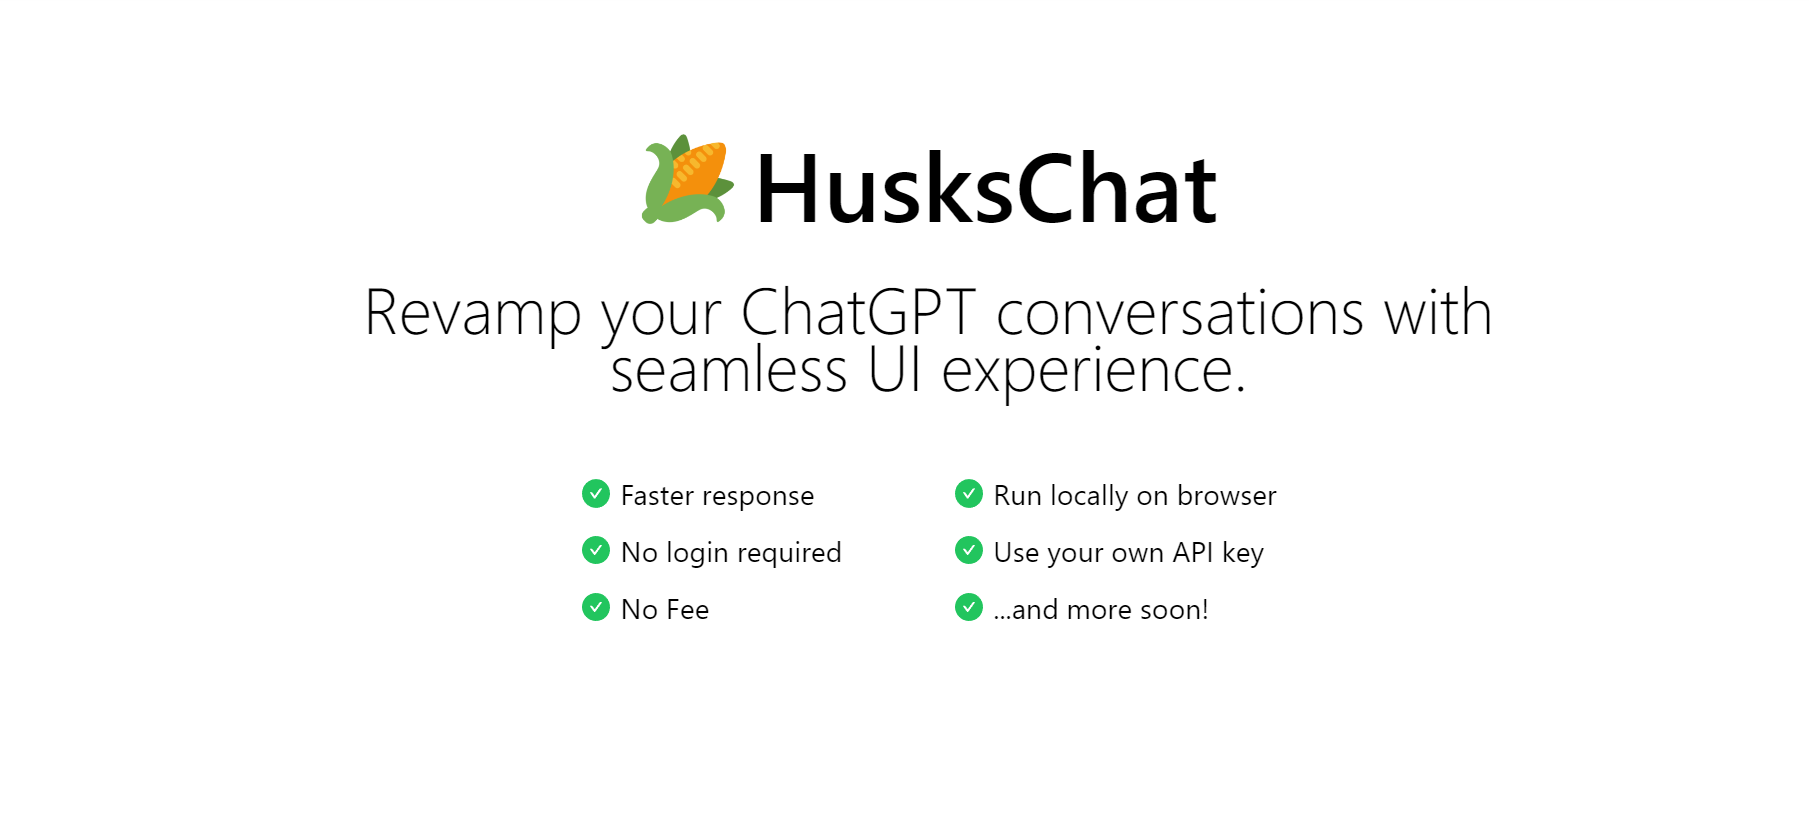 HusksChat
Revamp your ChatGPT conversations with
seamless UI experience.
Faster response
No login required
No Fee
Run locally on browser
Use your own API key
...and more soon!